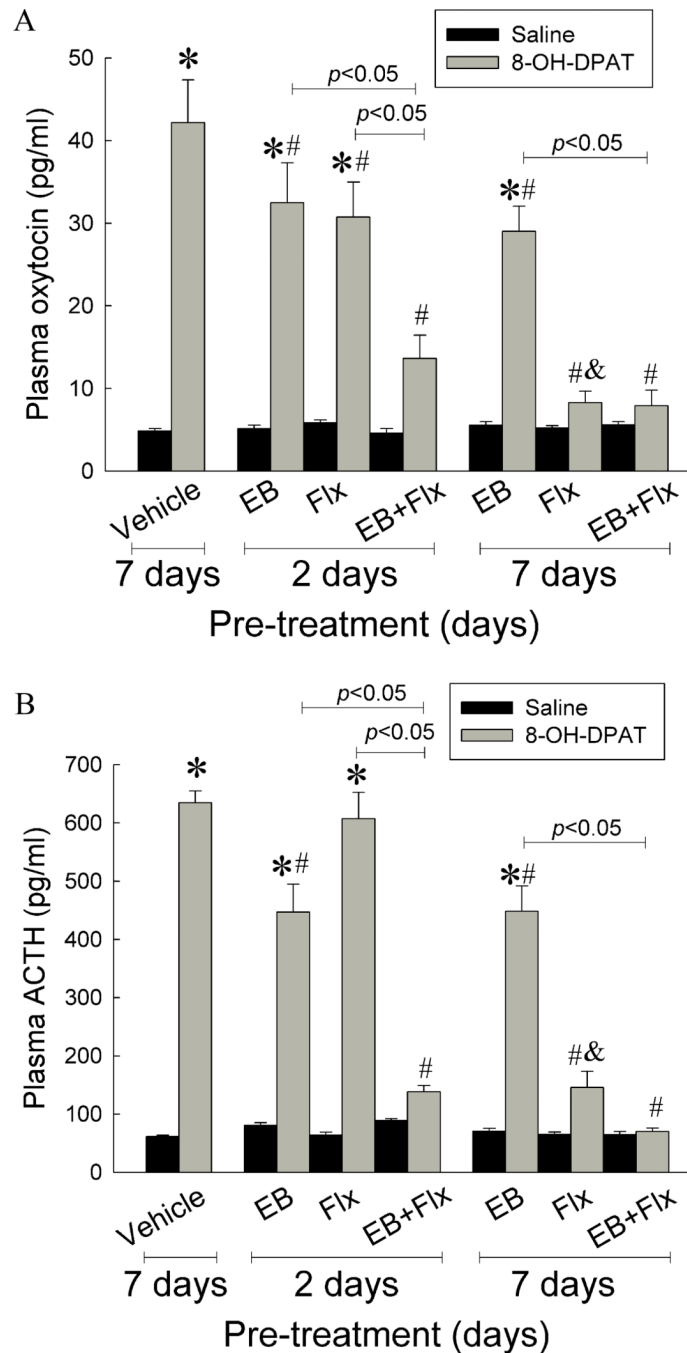 A
Saline
8-OH-DPAT
Plasma oxytocin (pg/ml)
50
40
30
20
10
0
*
*#
*#
#
*#
#&
#
p<0.05
p<0.05
p<0.05
Vehicle
EB
Flx
EB+Flx
EB
Flx
EB+Flx
7 days
2 days
7 days
Pre-treatment (days)
B
Saline
8-OH-DPAT
Plasma ACTH (pg/ml)
700
600
500
400
300
200
100
0
*
*#
*
#
*#
#&
#
p<0.05
p<0.05
p<0.05
Vehicle
EB
Flx
EB+Flx
EB
Flx
EB+Flx
7 days
2 days
7 days
Pre-treatment (days)